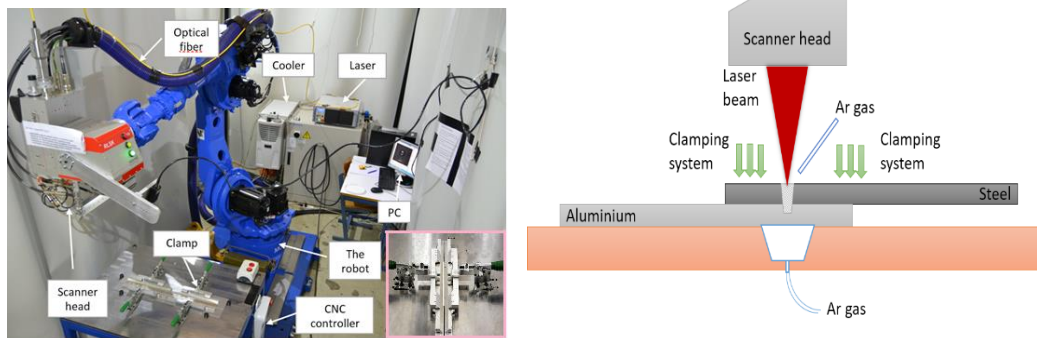 Optical
fiber
Cooler
Laser
PC
Clamp
The
robot
Scanner
head
CNC
controller
Scanner head
Laser
beam
Ar gas
Clamping
system
Clamping
system
Steel
Aluminium
Ar gas